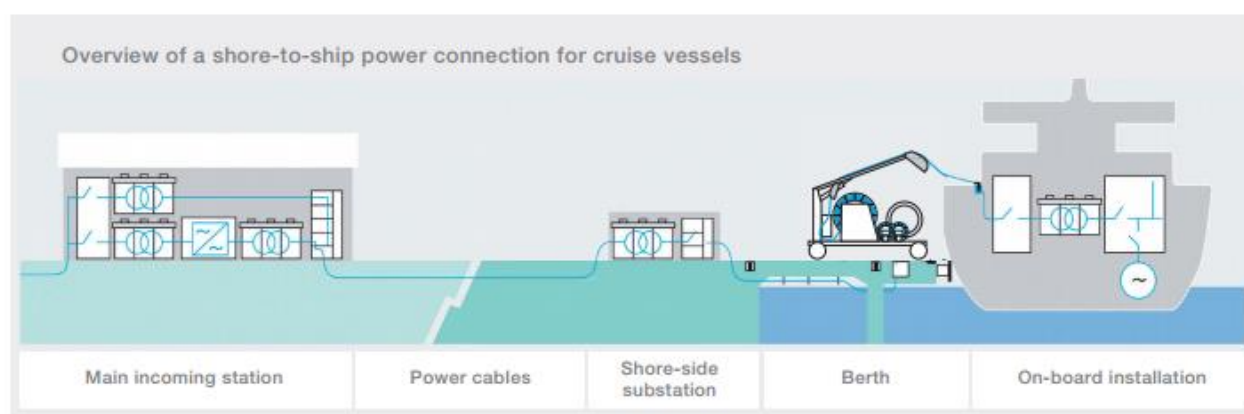 Overview of a shore-to-ship power connection for cruise vessels
Main incoming station
Power cables
Shore-side
substation
Berth
On-board installation